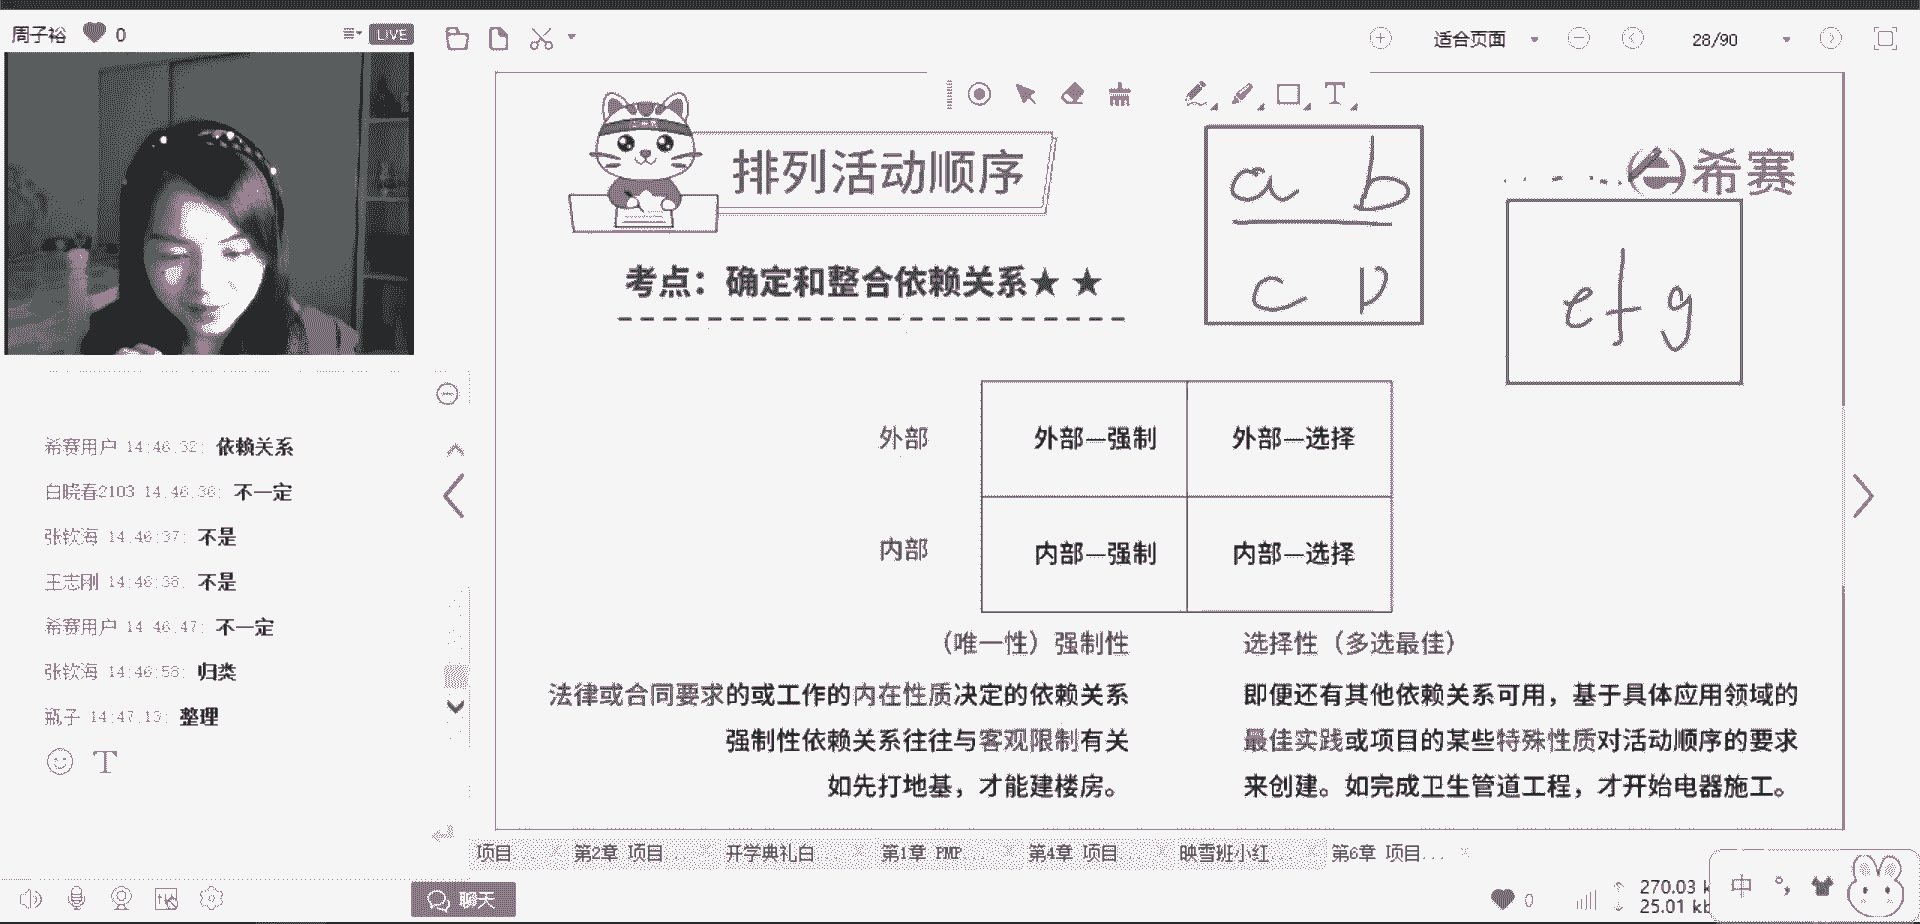 周子裕 0 LIVE
适合页面 28/90
排列活动顺序
a b
c D
希赛
e f g
考点：确定和整合依赖关系★ ★
外部 外部—强制 外部—选择
内部 内部—强制 内部—选择
（唯一性）强制性 选择性（多选最佳）
法律或合同要求的或工作的内在性质决定的依赖关系
强制性依赖关系往往与客观限制有关
如先打地基，才能建楼房。
即便还有其他依赖关系可用，基于具体应用领域的
最佳实践或项目的某些特殊性质对活动顺序的要求
来创建。如完成卫生管道工程，才开始电器施工。
希赛用户 14:46:32: 依赖关系
白晓春2103 14:46:36: 不一定
张钦海 14:46:37: 不是
王志刚 14:46:38: 不是
希赛用户 14:46:47: 不一定
张钦海 14:46:58: 归类
瓶子 14:47:13: 整理
T
项目... 第2章 项目... 开学典礼白... 第1章 PMP... 第4章 项目... 映雪班小红... 第6章 项目...
聊天
0
270.03 k
25.01 kb
中